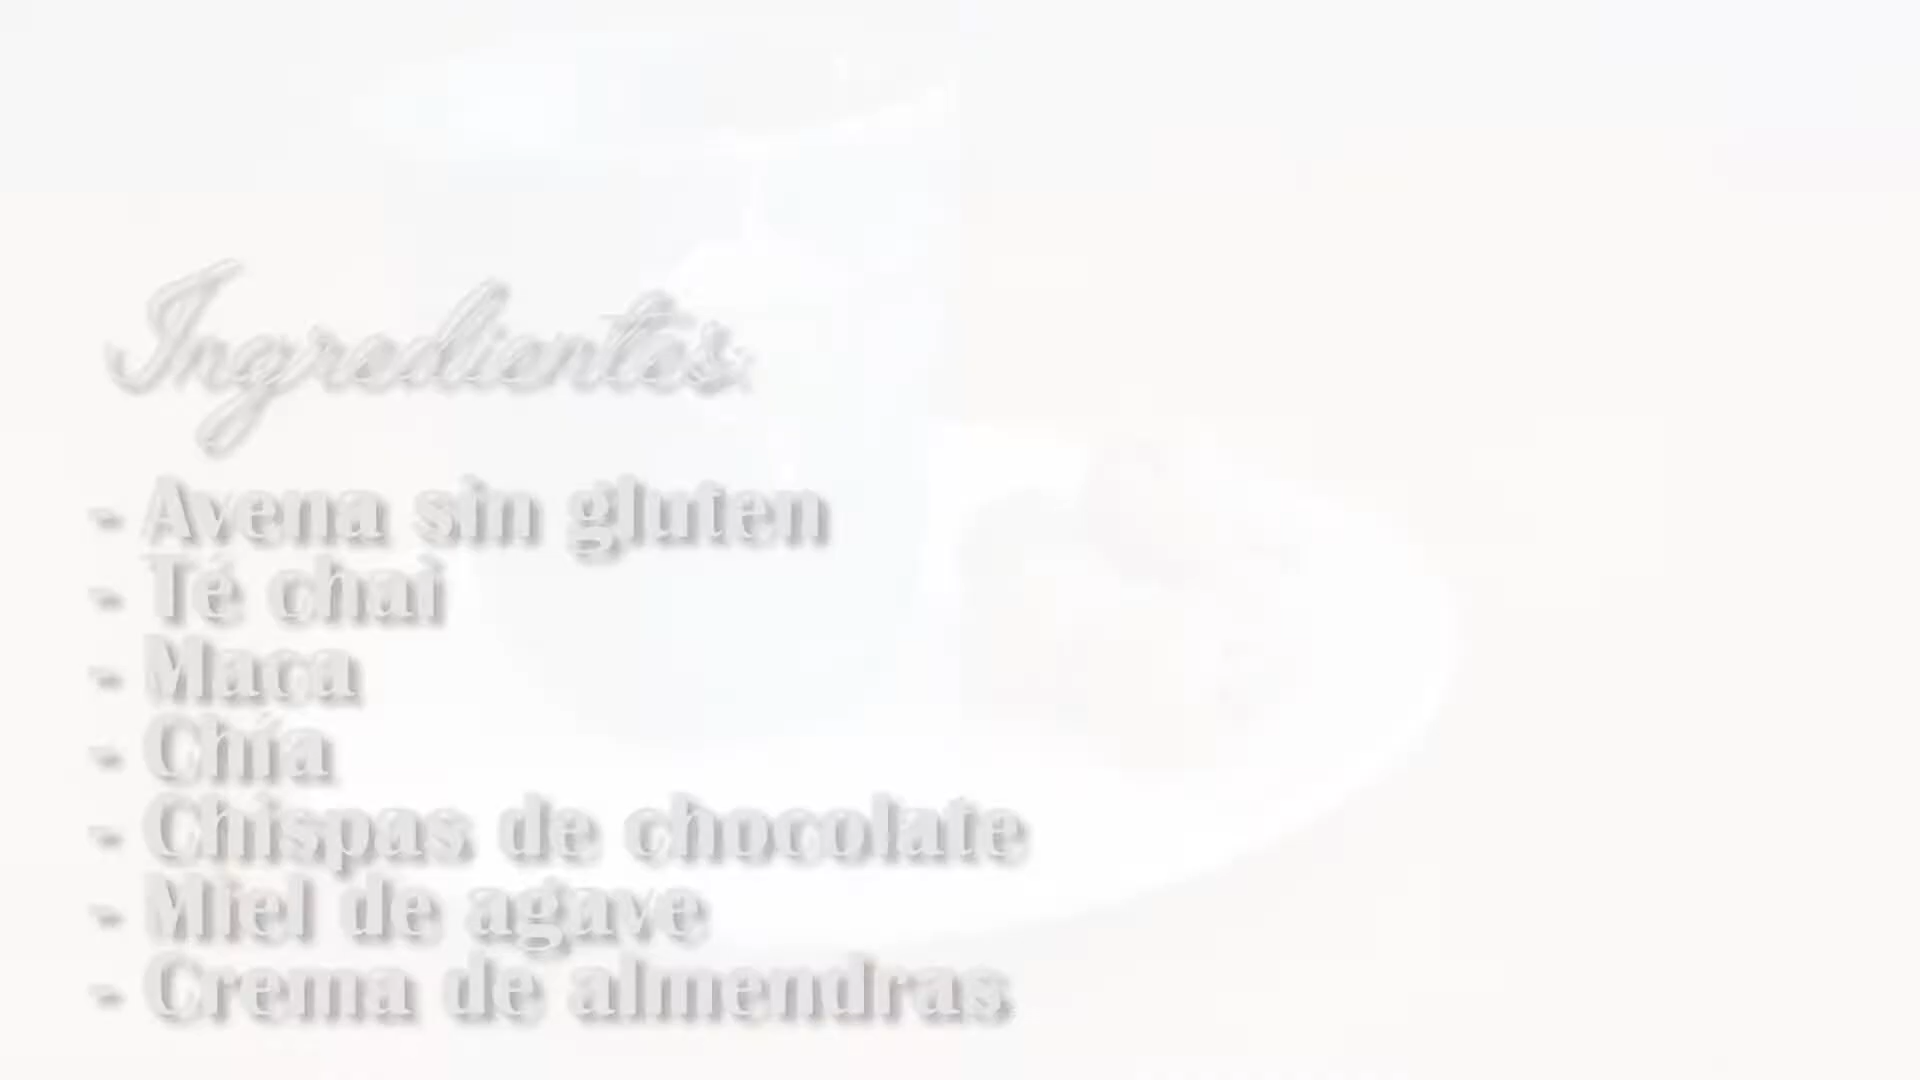 Ingredientes:
- Avena sin gluten
- Té chai
- Maca
- Chía
- Chispas de chocolate
- Miel de agave
- Crema de almendras